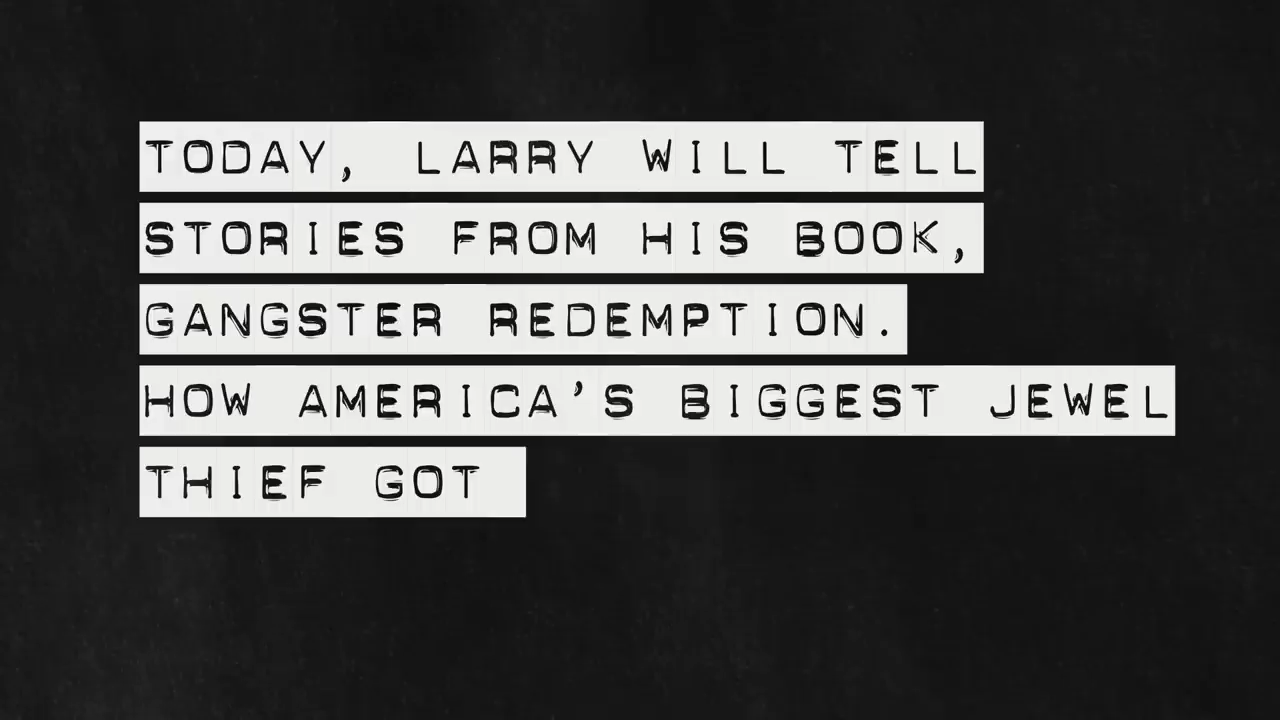 TODAY, LARRY WILL TELL
STORIES FROM HIS BOOK,
GANGSTER REDEMPTION.
HOW AMERICA'S BIGGEST JEWEL
THIEF GOT